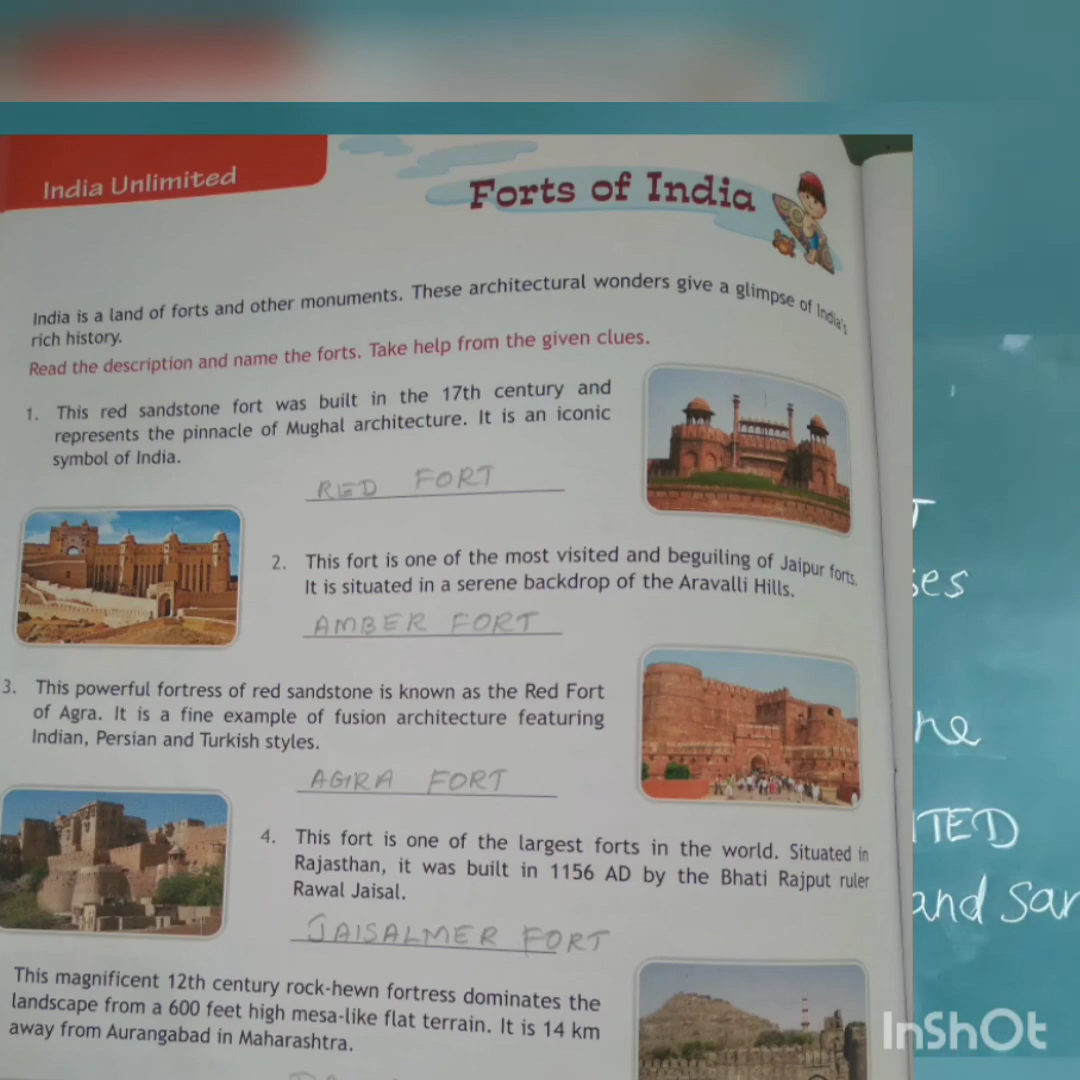 India Unlimited
Forts of India
India is a land of forts and other monuments. These architectural wonders give a glimpse of India's
rich history.
Read the description and name the forts. Take help from the given clues.
1. This red sandstone fort was built in the 17th century and
represents the pinnacle of Mughal architecture. It is an iconic
symbol of India.
RED FORT
2. This fort is one of the most visited and beguiling of Jaipur forts.
It is situated in a serene backdrop of the Aravalli Hills.
AMBER FORT
3. This powerful fortress of red sandstone is known as the Red Fort
of Agra. It is a fine example of fusion architecture featuring
Indian, Persian and Turkish styles.
AGRA FORT
4. This fort is one of the largest forts in the world. Situated in
Rajasthan, it was built in 1156 AD by the Bhati Rajput ruler
Rawal Jaisal.
JAISALMER FORT
This magnificent 12th century rock-hewn fortress dominates the
landscape from a 600 feet high mesa-like flat terrain. It is 14 km
away from Aurangabad in Maharashtra.
and
InShOt